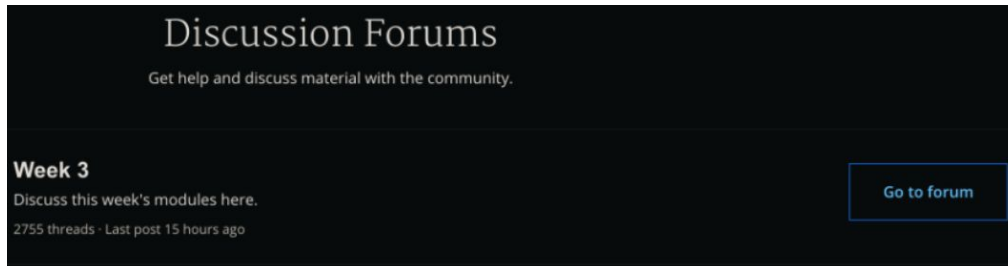 Discussion Forums
Get help and discuss material with the community.
Week 3
Discuss this week's modules here.
Go to forum
2755 threads · Last post 15 hours ago